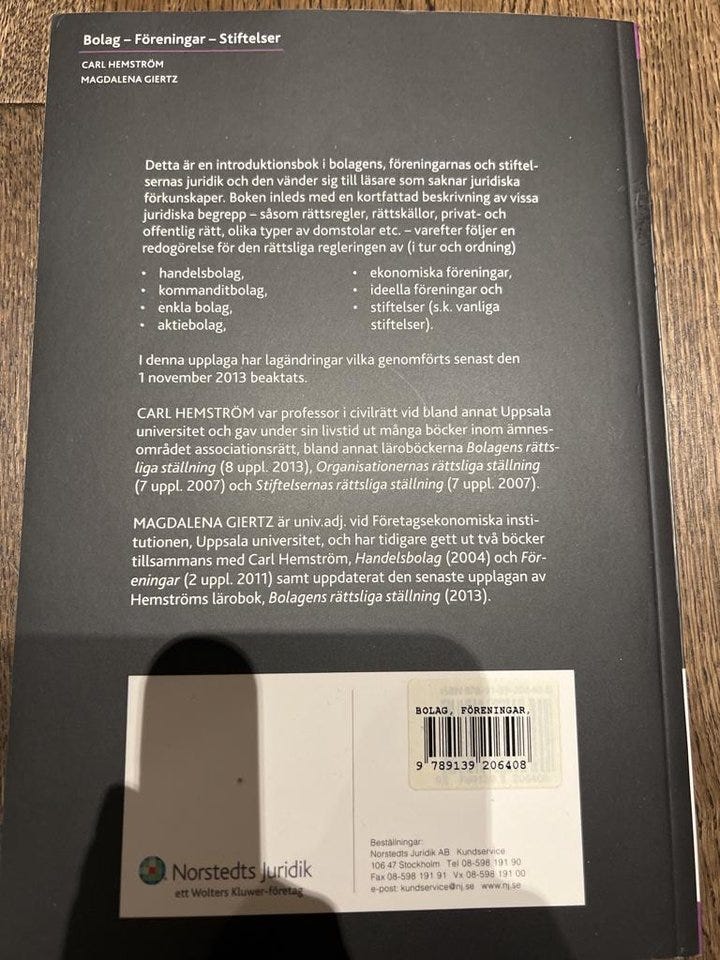 Bolag – Föreningar – Stiftelser
CARL HEMSTRÖM
MAGDALENA GIERTZ
Detta är en introduktionsbok i bolagens, föreningarnas och stiftel-
sernas juridik och den vänder sig till läsare som saknar juridiska
förkunskaper. Boken inleds med en kortfattad beskrivning av vissa
juridiska begrepp – såsom rättsregler, rättskällor, privat- och
offentlig rätt, olika typer av domstolar etc. – varefter följer en
redogörelse för den rättsliga regleringen av (i tur och ordning)
• handelsbolag,
• kommanditbolag,
• enkla bolag,
• aktiebolag,
• ekonomiska föreningar,
• ideella föreningar och
• stiftelser (s.k. vanliga
stiftelser).
I denna upplaga har lagändringar vilka genomförts senast den
1 november 2013 beaktats.
CARL HEMSTRÖM var professor i civilrätt vid bland annat Uppsala
universitet och gav under sin livstid ut många böcker inom ämnes-
området associationsrätt, bland annat läroböckerna Bolagens rätts-
liga ställning (8 uppl. 2013), Organisationernas rättsliga ställning
(7 uppl. 2007) och Stiftelsernas rättsliga ställning (7 uppl. 2007).
MAGDALENA GIERTZ är univ.adj. vid Företagsekonomiska insti-
tutionen, Uppsala universitet, och har tidigare gett ut två böcker
tillsammans med Carl Hemström, Handelsbolag (2004) och För-
eningar (2 uppl. 2011) samt uppdaterat den senaste upplagan av
Hemströms lärobok, Bolagens rättsliga ställning (2013).
BOLAG, FÖRENINGAR,
9 789139 206408
Norstedts Juridik
ett Wolters Kluwer-företag
Beställningar:
Norstedts Juridik AB Kundservice
106 47 Stockholm Tel 08-598 191 90
Fax 08-598 191 91 Vx 08-598 191 00
e-post: kundservice@nj.se www.nj.se